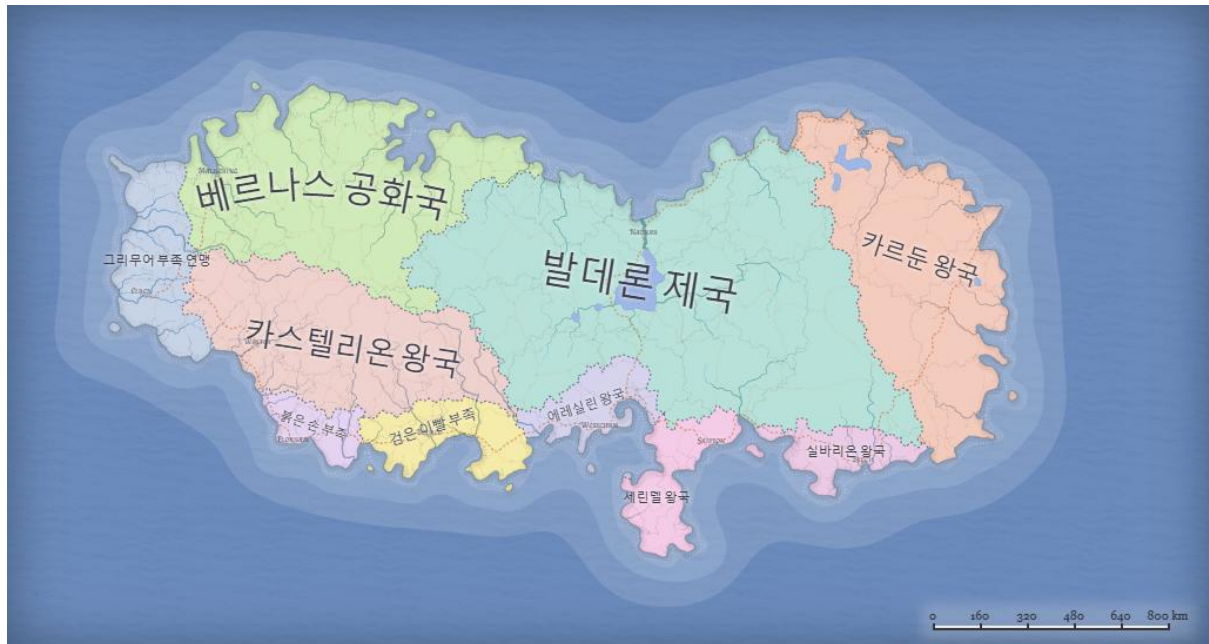 베르나스 공화국
그리무어 부족 연맹
카스텔리온 왕국
발데론 제국
카르둔 왕국
붉은 손 부족
검은 이빨 부족
에레실린 왕국
세린델 왕국
실바리온 왕국
0 160 320 480 640 800 km